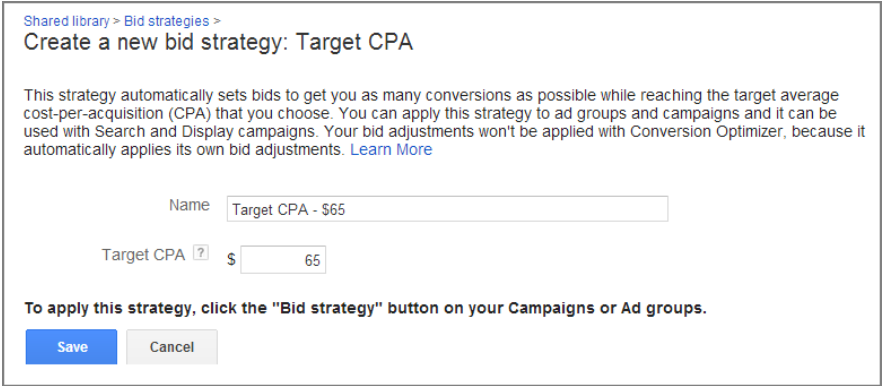 Shared library > Bid strategies >
Create a new bid strategy: Target CPA
This strategy automatically sets bids to get you as many conversions as possible while reaching the target average
cost-per-acquisition (CPA) that you choose. You can apply this strategy to ad groups and campaigns and it can be
used with Search and Display campaigns. Your bid adjustments won't be applied with Conversion Optimizer, because it
automatically applies its own bid adjustments. Learn More
Name Target CPA - $65
Target CPA ? $ 65
To apply this strategy, click the "Bid strategy" button on your Campaigns or Ad groups.
Save Cancel